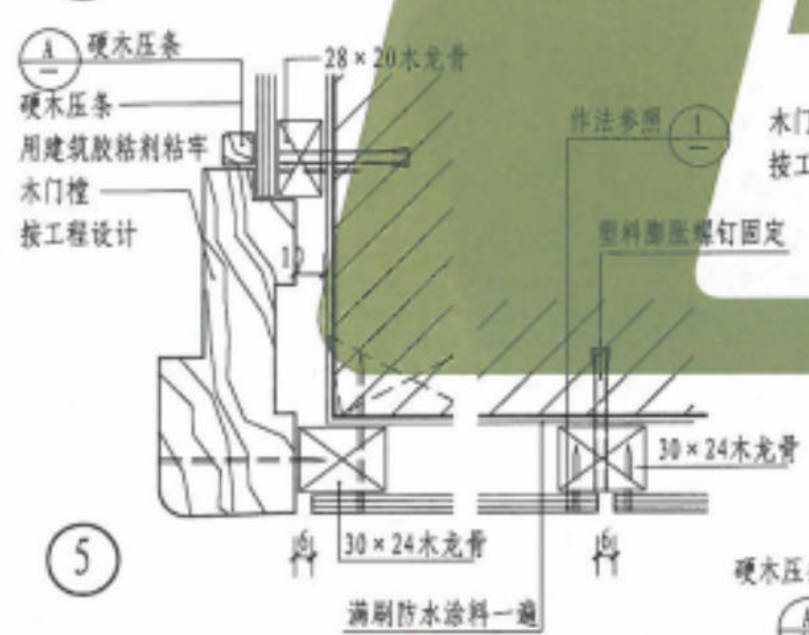 A
硬木压条
28×20木龙骨
硬木压条
用建筑胶粘剂粘牢
木门樘
按工程设计
10
作法参照
1
木门
按工
塑料膨胀螺钉固定
30×24木龙骨
6
30×24木龙骨
6
满刷防水涂料一遍
5
硬木压条